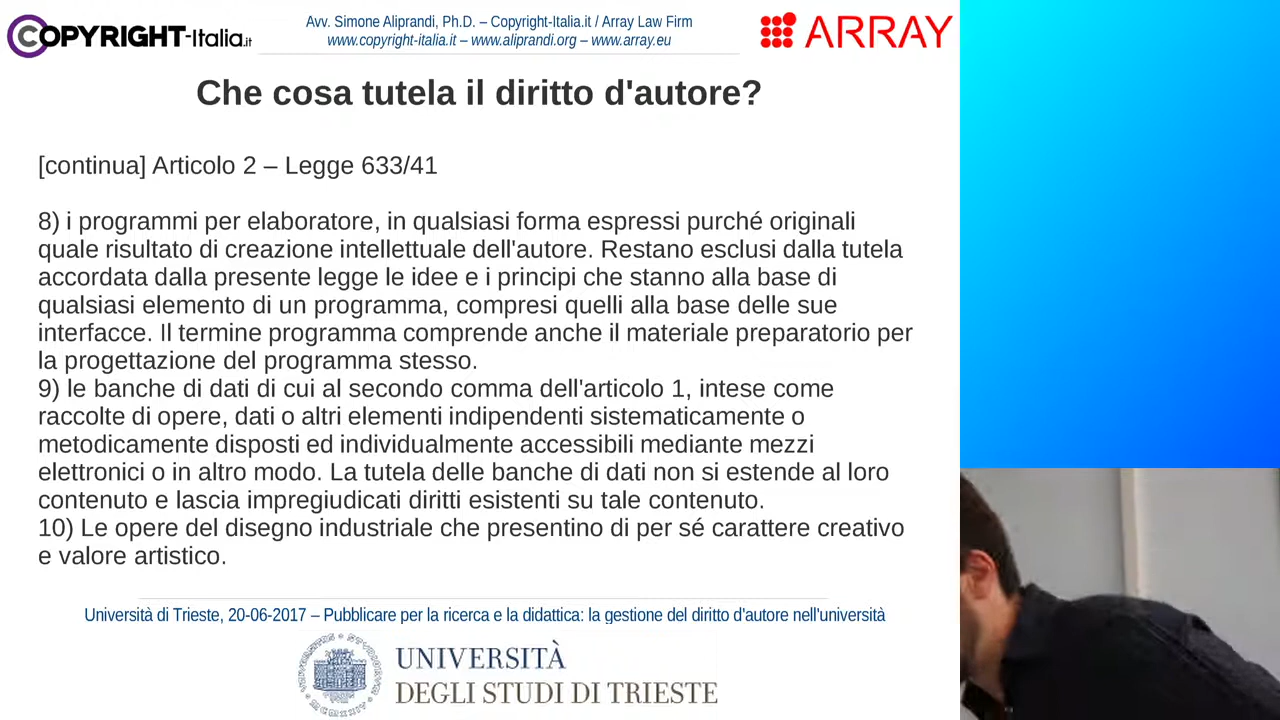 COPYRIGHT-Italia.it
Avv. Simone Aliprandi, Ph.D. – Copyright-Italia.it / Array Law Firm
www.copyright-italia.it – www.aliprandi.org – www.array.eu
ARRAY
Che cosa tutela il diritto d'autore?
[continua] Articolo 2 – Legge 633/41
8) i programmi per elaboratore, in qualsiasi forma espressi purché originali
quale risultato di creazione intellettuale dell'autore. Restano esclusi dalla tutela
accordata dalla presente legge le idee e i principi che stanno alla base di
qualsiasi elemento di un programma, compresi quelli alla base delle sue
interfacce. Il termine programma comprende anche il materiale preparatorio per
la progettazione del programma stesso.
9) le banche di dati di cui al secondo comma dell'articolo 1, intese come
raccolte di opere, dati o altri elementi indipendenti sistematicamente o
metodicamente disposti ed individualmente accessibili mediante mezzi
elettronici o in altro modo. La tutela delle banche di dati non si estende al loro
contenuto e lascia impregiudicati diritti esistenti su tale contenuto.
10) Le opere del disegno industriale che presentino di per sé carattere creativo
e valore artistico.
Università di Trieste, 20-06-2017 – Pubblicare per la ricerca e la didattica: la gestione del diritto d'autore nell'università
UNIVERSITÀ
DEGLI STUDI DI TRIESTE